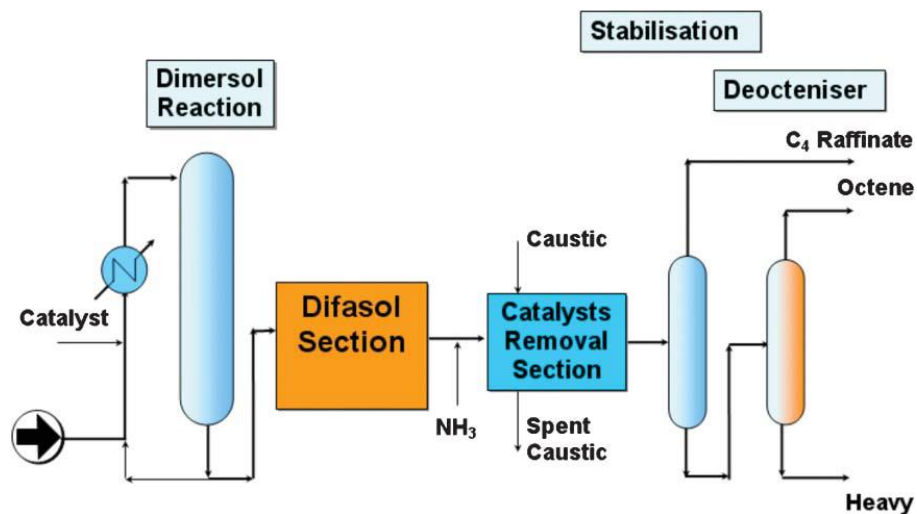 Stabilisation
Dimersol
Reaction
Deocteniser
C₄ Raffinate
Octene
Caustic
Catalyst
Difasol
Section
Catalysts
Removal
Section
NH₃
Spent
Caustic
Heavy